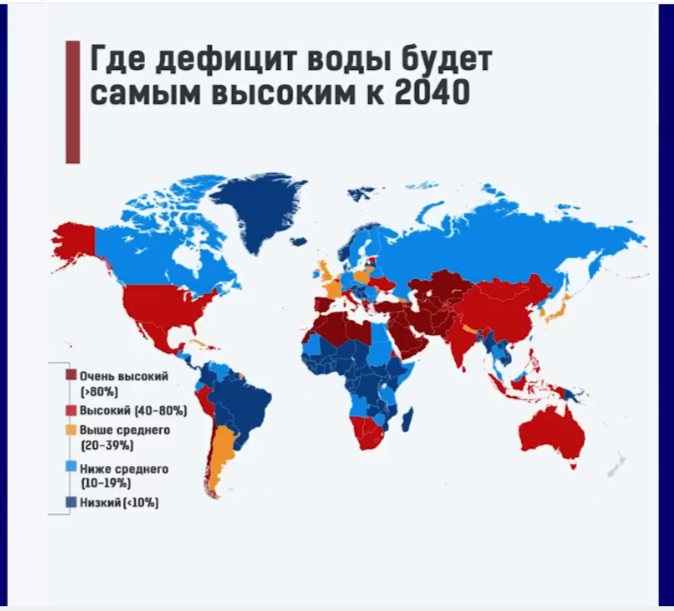 Где дефицит воды будет
самым высоким к 2040
Очень высокий
(>80%)
Высокий (40-80%)
Выше среднего
(20-39%)
Ниже среднего
(10-19%)
Низкий (<10%)